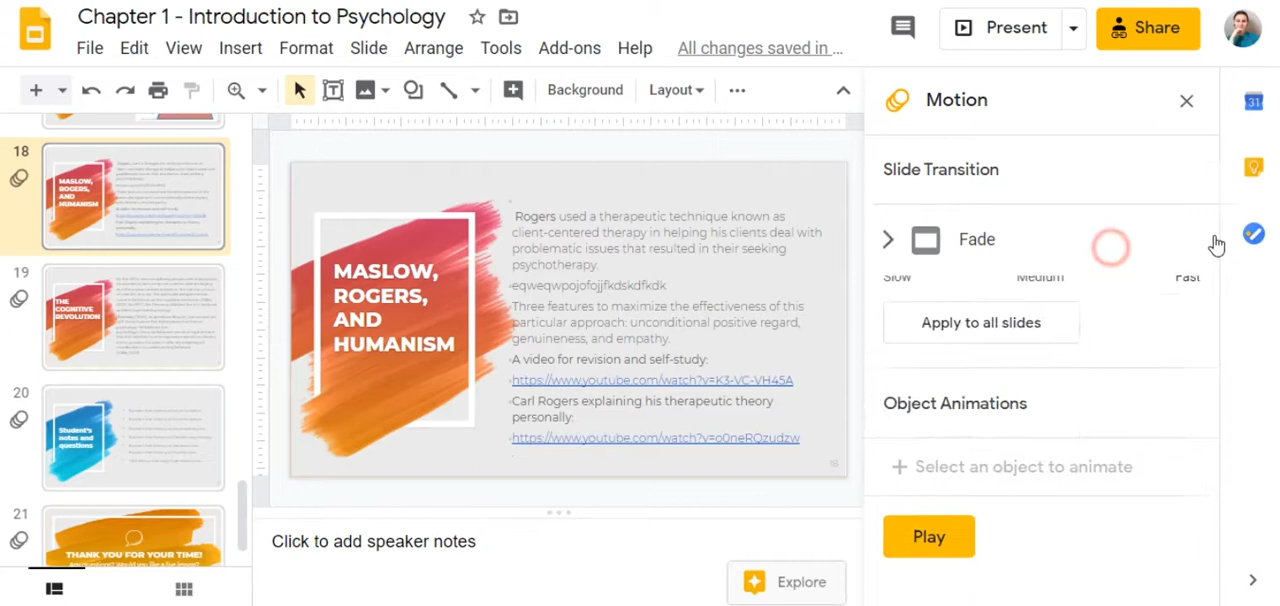 Chapter 1 - Introduction to Psychology
File Edit View Insert Format Slide Arrange Tools Add-ons Help All changes saved in ...
Present
Share
Background Layout
Motion
31
Slide Transition
Fade
Slow Medium Fast
Apply to all slides
Object Animations
+ Select an object to animate
Play
18
MASLOW,
ROGERS,
AND
HUMANISM
19
THE
COGNITIVE
REVOLUTION
20
Student's
notes and
questions
21
THANK YOU FOR YOUR TIME!
MASLOW,
ROGERS,
AND
HUMANISM
Rogers used a therapeutic technique known as
client-centered therapy in helping his clients deal with
problematic issues that resulted in their seeking
psychotherapy.
eqweqwpojofojjfkdskdfkdk
Three features to maximize the effectiveness of this
particular approach: unconditional positive regard,
genuineness, and empathy.
A video for revision and self-study:
https://www.youtube.com/watch?v=K3-VC-VH45A
Carl Rogers explaining his therapeutic theory
personally:
https://www.youtube.com/watch?v=o0neRQzudzw
18
Click to add speaker notes
Explore